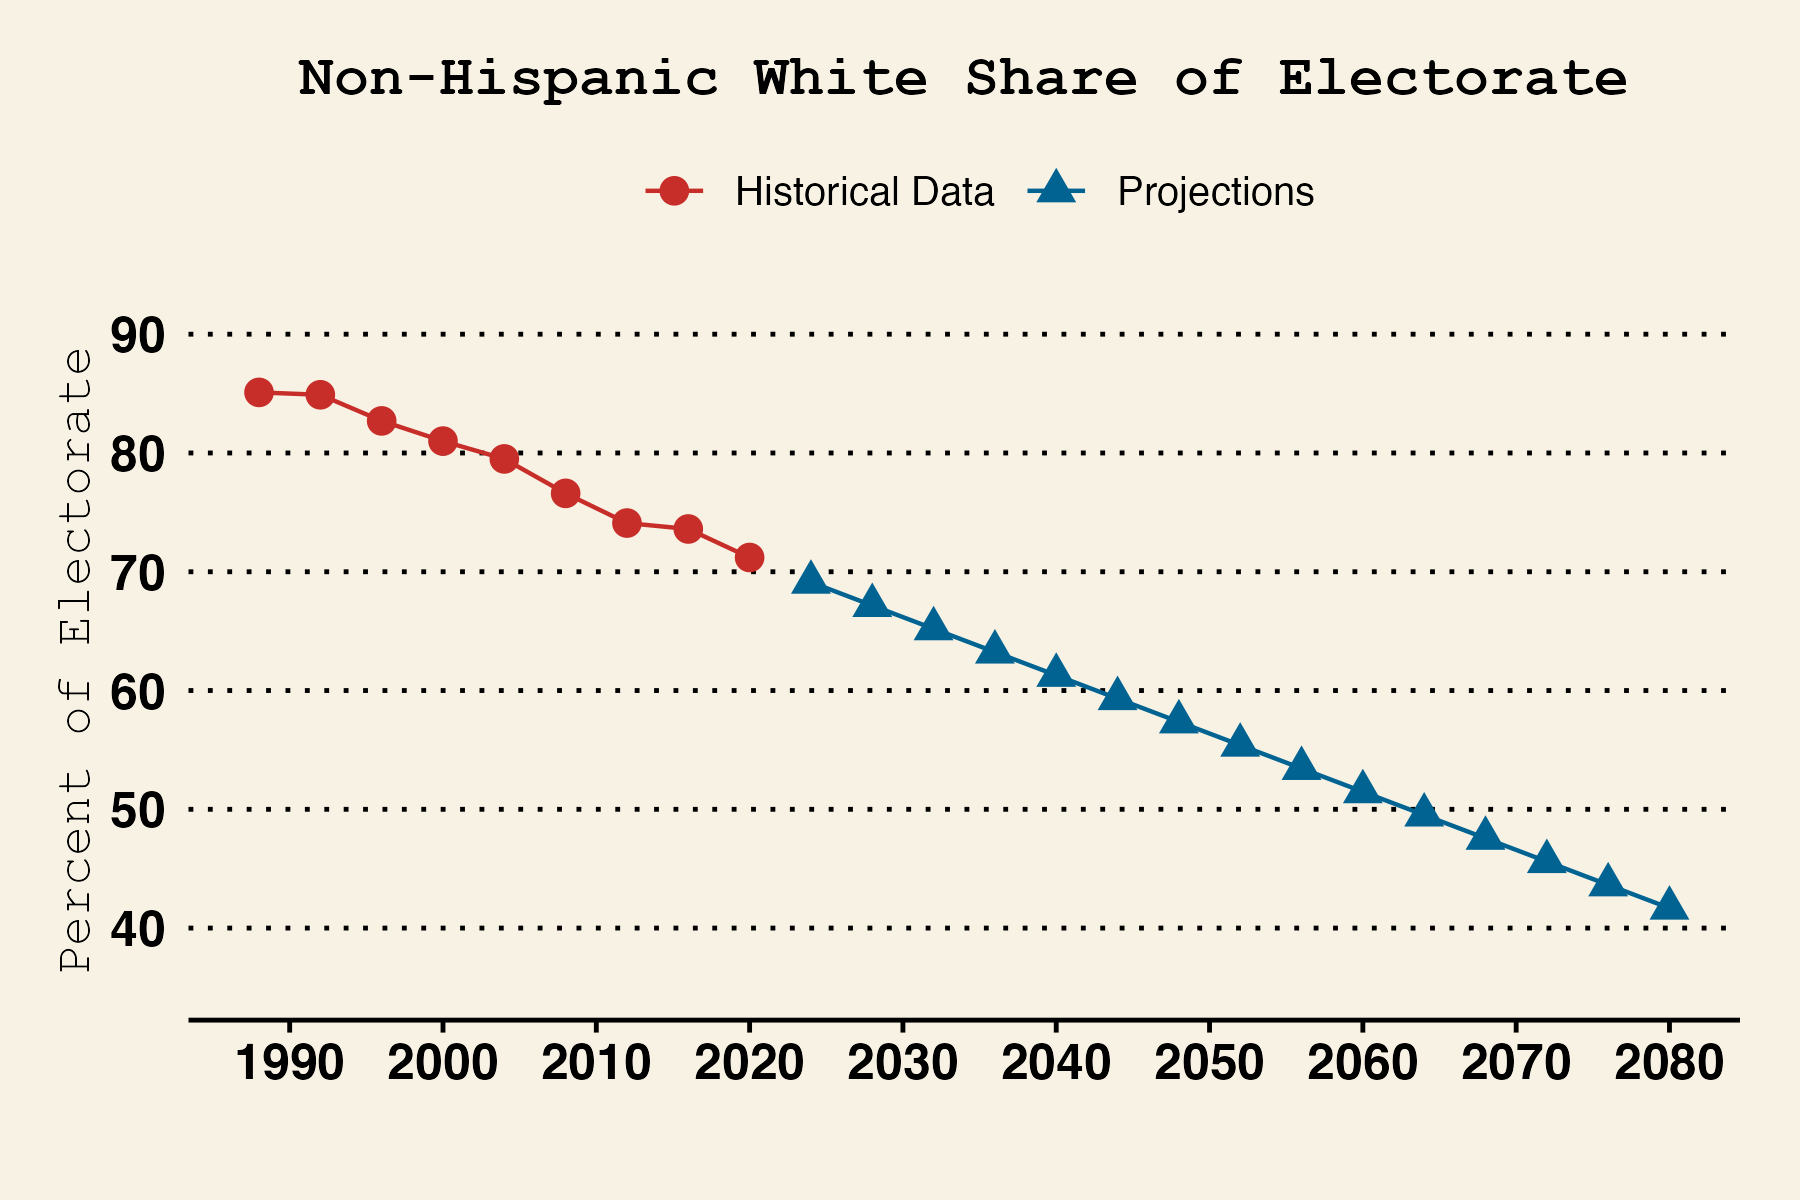 Non-Hispanic White Share of Electorate
Historical Data
Projections
Percent of Electorate
90
80
70
60
50
40
1990 2000 2010 2020 2030 2040 2050 2060 2070 2080